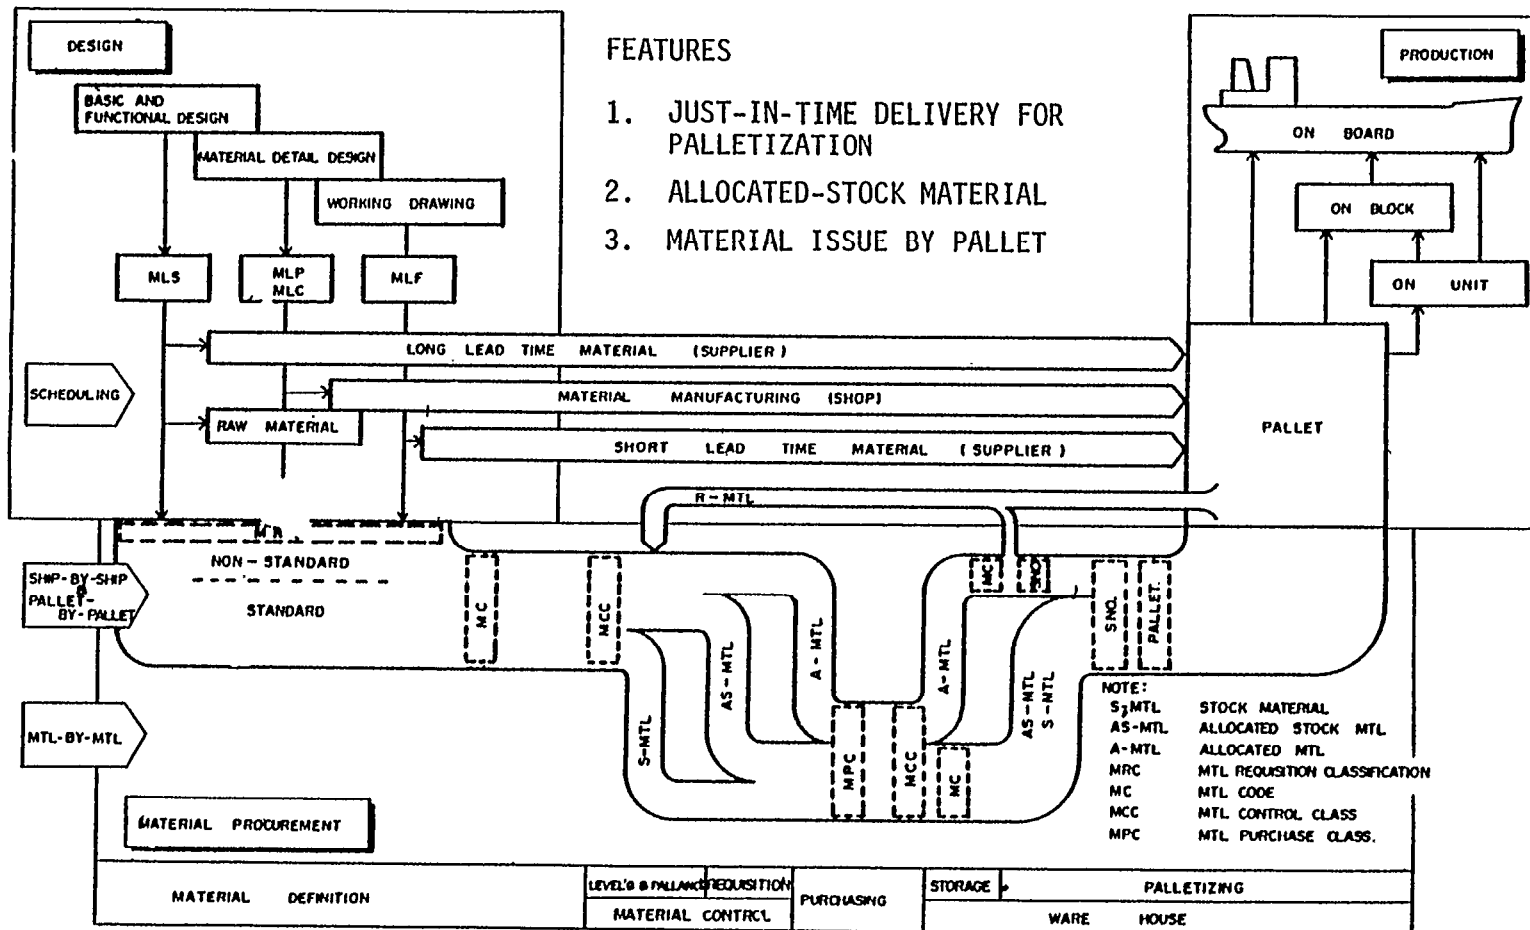 DESIGN
BASIC AND
FUNCTIONAL DESIGN
MATERIAL DETAIL DESIGN
WORKING DRAWING
MLS
MLP
MLC
MLF
FEATURES
1. JUST-IN-TIME DELIVERY FOR
PALLETIZATION
2. ALLOCATED-STOCK MATERIAL
3. MATERIAL ISSUE BY PALLET
PRODUCTION
ON BOARD
ON BLOCK
ON UNIT
SCHEDULING
LONG LEAD TIME MATERIAL (SUPPLIER)
MATERIAL MANUFACTURING (SHOP)
RAW MATERIAL
SHORT LEAD TIME MATERIAL (SUPPLIER)
PALLET
R-MTL
NON-STANDARD
STANDARD
SHIP-BY-SHIP
&
PALLET-
BY-PALLET
MC
MCC
S-MTL
AS-MTL
A-MTL
MPC
MCC
MC
A-MTL
AS-MTL
S-MTL
MC
SNO.
PALLET.
MTL-BY-MTL
NOTE:
S-MTL STOCK MATERIAL
AS-MTL ALLOCATED STOCK MTL
A-MTL ALLOCATED MTL
MRC MTL REQUISITION CLASSIFICATION
MC MTL CODE
MCC MTL CONTROL CLASS
MPC MTL PURCHASE CLASS.
MATERIAL PROCUREMENT
MATERIAL DEFINITION
LEVEL'G & PALLANC REQUISITION
MATERIAL CONTROL
PURCHASING
STORAGE
PALLETIZING
WARE HOUSE